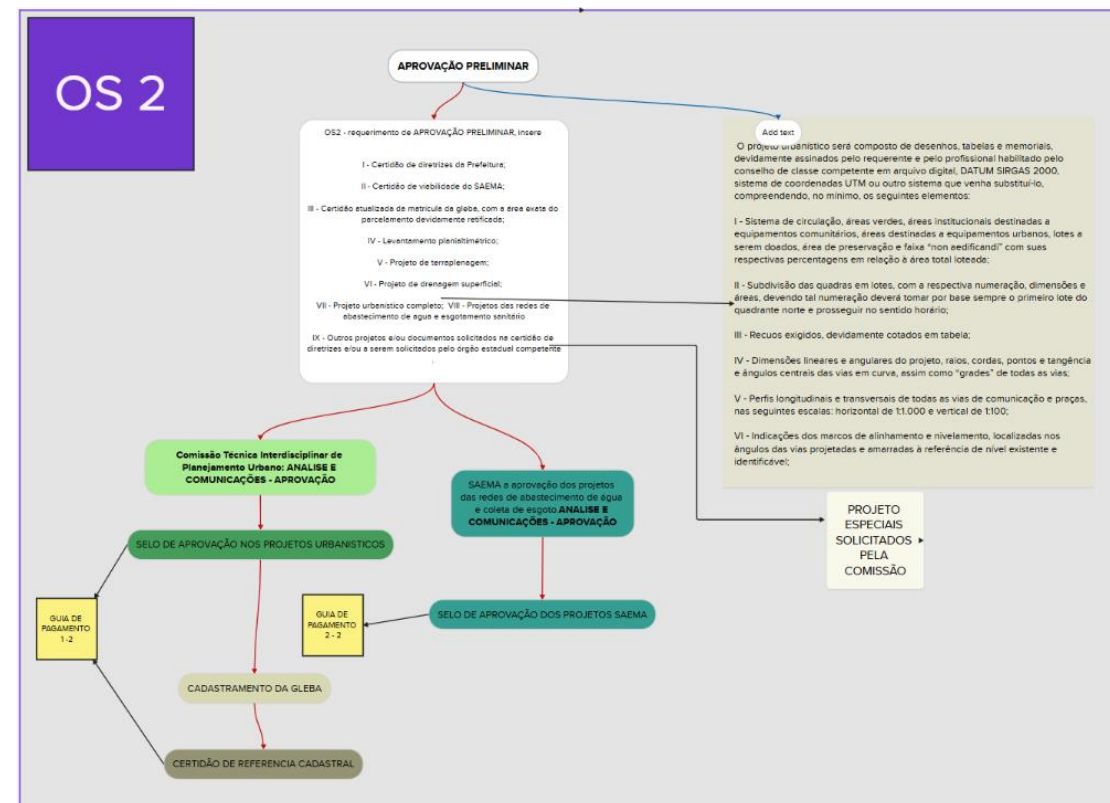 OS 2
APROVAÇÃO PRELIMINAR
OS2 - requerimento de APROVAÇÃO PRELIMINAR, insere
I - Certidão de diretrizes da Prefeitura;
II - Certidão de viabilidade do SAEMA;
III - Certidão atualizada da matrícula da gleba, com a área exata do
parcelamento devidamente retificada;
IV - Levantamento planialtimétrico;
V - Projeto de terraplenagem;
VI - Projeto de drenagem superficial;
VII - Projeto urbanístico completo; VIII - Projetos das redes de
abastecimento de agua e esgotamento sanitário
IX - Outros projetos e/ou documentos solicitados na certidão de
diretrizes e/ou a serem solicitados pelo órgão estadual competente
.
Add text
O projeto urbanístico será composto de desenhos, tabelas e memoriais,
devidamente assinados pelo requerente e pelo profissional habilitado pelo
conselho de classe competente em arquivo digital, DATUM SIRGAS 2000,
sistema de coordenadas UTM ou outro sistema que venha substituí-lo,
compreendendo, no mínimo, os seguintes elementos:
I - Sistema de circulação, áreas verdes, áreas institucionais destinadas a
equipamentos comunitários, áreas destinadas a equipamentos urbanos, lotes a
serem doados, área de preservação e faixa “non aedificandi” com suas
respectivas percentagens em relação à área total loteada;
II - Subdivisão das quadras em lotes, com a respectiva numeração, dimensões e
áreas, devendo tal numeração deverá tomar por base sempre o primeiro lote do
quadrante norte e prosseguir no sentido horário;
III - Recuos exigidos, devidamente cotados em tabela;
IV - Dimensões lineares e angulares do projeto, raios, cordas, pontos e tangência
e ângulos centrais das vias em curva, assim como “grades” de todas as vias;
V - Perfis longitudinais e transversais de todas as vias de comunicação e praças,
nas seguintes escalas: horizontal de 1:1.000 e vertical de 1:100;
VI - Indicações dos marcos de alinhamento e nivelamento, localizadas nos
ângulos das vias projetadas e amarradas à referência de nível existente e
identificável;
Comissão Técnica Interdisciplinar de
Planejamento Urbano: ANALISE E
COMUNICAÇÕES - APROVAÇÃO
SAEMA a aprovação dos projetos
das redes de abastecimento de água
e coleta de esgoto.ANALISE E
COMUNICAÇÕES - APROVAÇÃO
PROJETO
ESPECIAIS
SOLICITADOS
PELA
COMISSÃO
SELO DE APROVAÇÃO NOS PROJETOS URBANISTICOS
GUIA DE
PAGAMENTO
1 -2
GUIA DE
PAGAMENTO
2 - 2
SELO DE APROVAÇÃO DOS PROJETOS SAEMA
CADASTRAMENTO DA GLEBA
CERTIDÃO DE REFERENCIA CADASTRAL